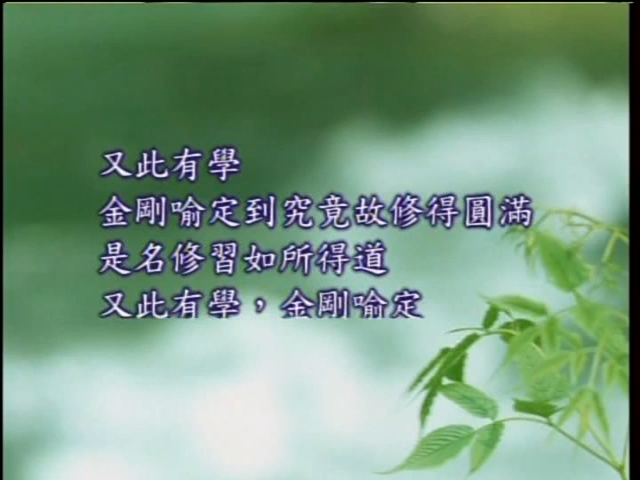 又此有學
金剛喻定到究竟故修得圓滿
是名修習如所得道
又此有學，金剛喻定